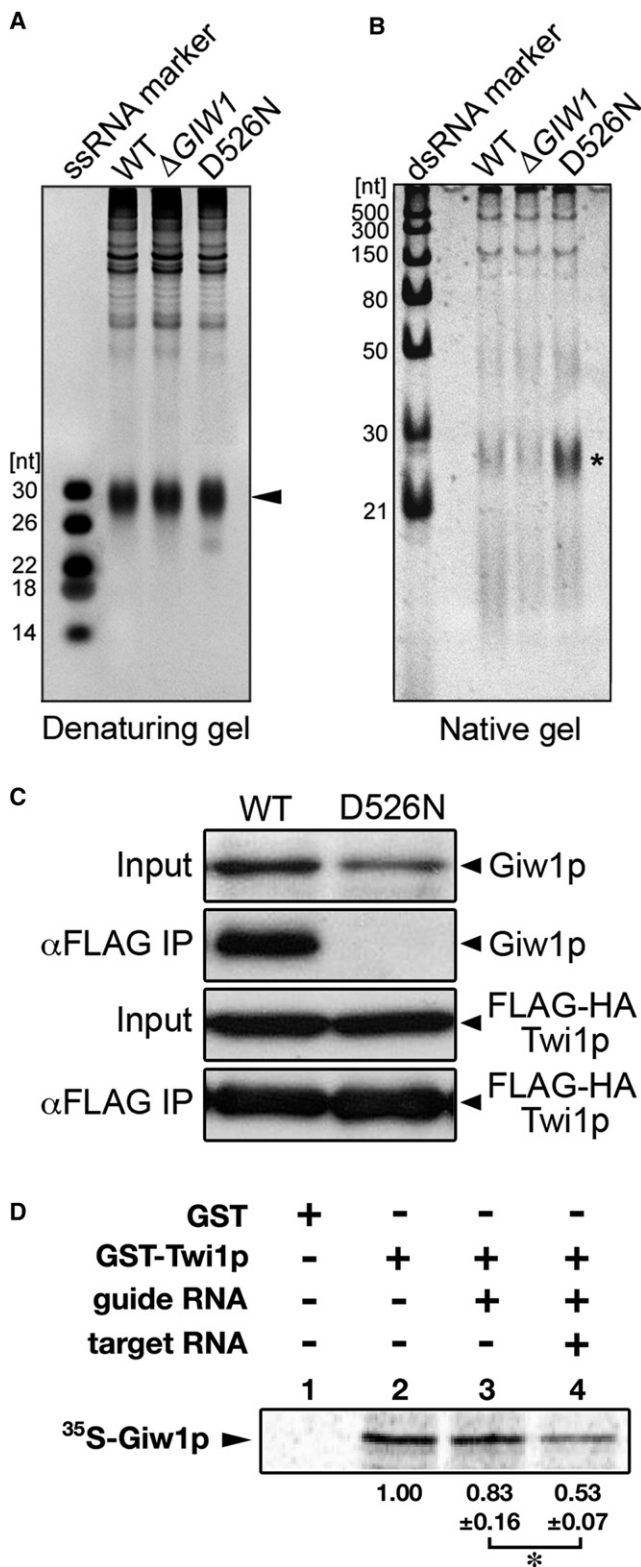 A
ssRNA marker
WT
ΔGIW1
D526N
[nt]
30
26
22
18
14
Denaturing gel
B
dsRNA marker
WT
ΔGIW1
D526N
[nt]
500
300
150
80
50
30
21
*
Native gel
C
WT D526N
Input Giw1p
αFLAG IP Giw1p
Input FLAG-HA
Twi1p
αFLAG IP FLAG-HA
Twi1p
D
GST + - - -
GST-Twi1p - + + +
guide RNA - - + +
target RNA - - - +
1 2 3 4
35S-Giw1p
1.00 0.83 0.53
±0.16 ±0.07
*